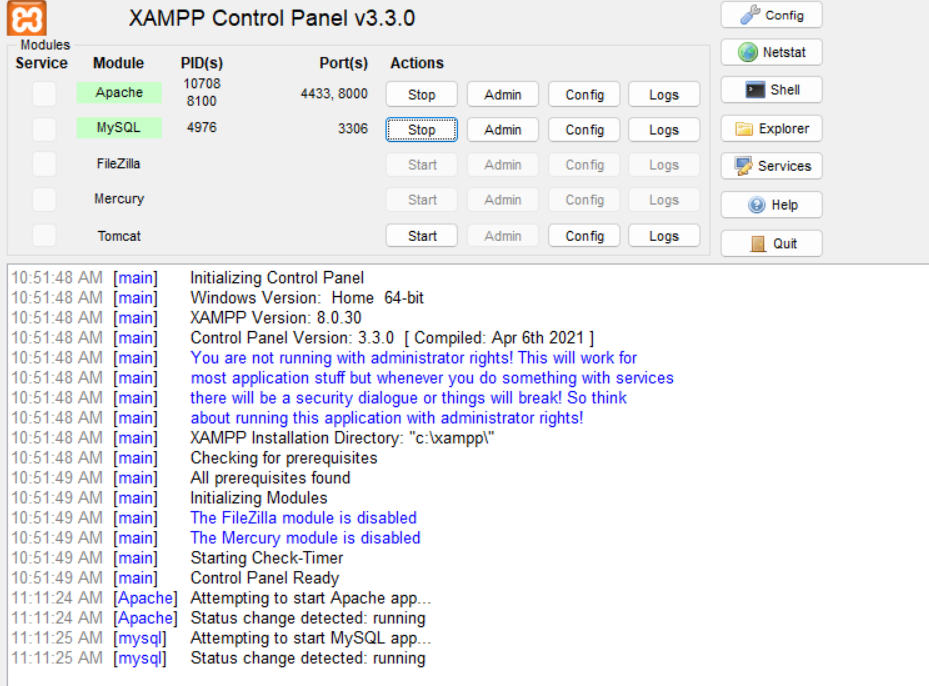 XAMPP Control Panel v3.3.0
Modules
Service Module PID(s) Port(s) Actions
Apache 10708 8100 4433, 8000 Stop Admin Config Logs
MySQL 4976 3306 Stop Admin Config Logs
FileZilla Start Admin Config Logs
Mercury Start Admin Config Logs
Tomcat Start Admin Config Logs
Config
Netstat
Shell
Explorer
Services
Help
Quit
10:51:48 AM [main] Initializing Control Panel
10:51:48 AM [main] Windows Version: Home 64-bit
10:51:48 AM [main] XAMPP Version: 8.0.30
10:51:48 AM [main] Control Panel Version: 3.3.0 [ Compiled: Apr 6th 2021 ]
10:51:48 AM [main] You are not running with administrator rights! This will work for
10:51:48 AM [main] most application stuff but whenever you do something with services
10:51:48 AM [main] there will be a security dialogue or things will break! So think
10:51:48 AM [main] about running this application with administrator rights!
10:51:48 AM [main] XAMPP Installation Directory: "c:\xampp\"
10:51:48 AM [main] Checking for prerequisites
10:51:49 AM [main] All prerequisites found
10:51:49 AM [main] Initializing Modules
10:51:49 AM [main] The FileZilla module is disabled
10:51:49 AM [main] The Mercury module is disabled
10:51:49 AM [main] Starting Check-Timer
10:51:49 AM [main] Control Panel Ready
11:11:24 AM [Apache] Attempting to start Apache app...
11:11:24 AM [Apache] Status change detected: running
11:11:25 AM [mysql] Attempting to start MySQL app...
11:11:25 AM [mysql] Status change detected: running